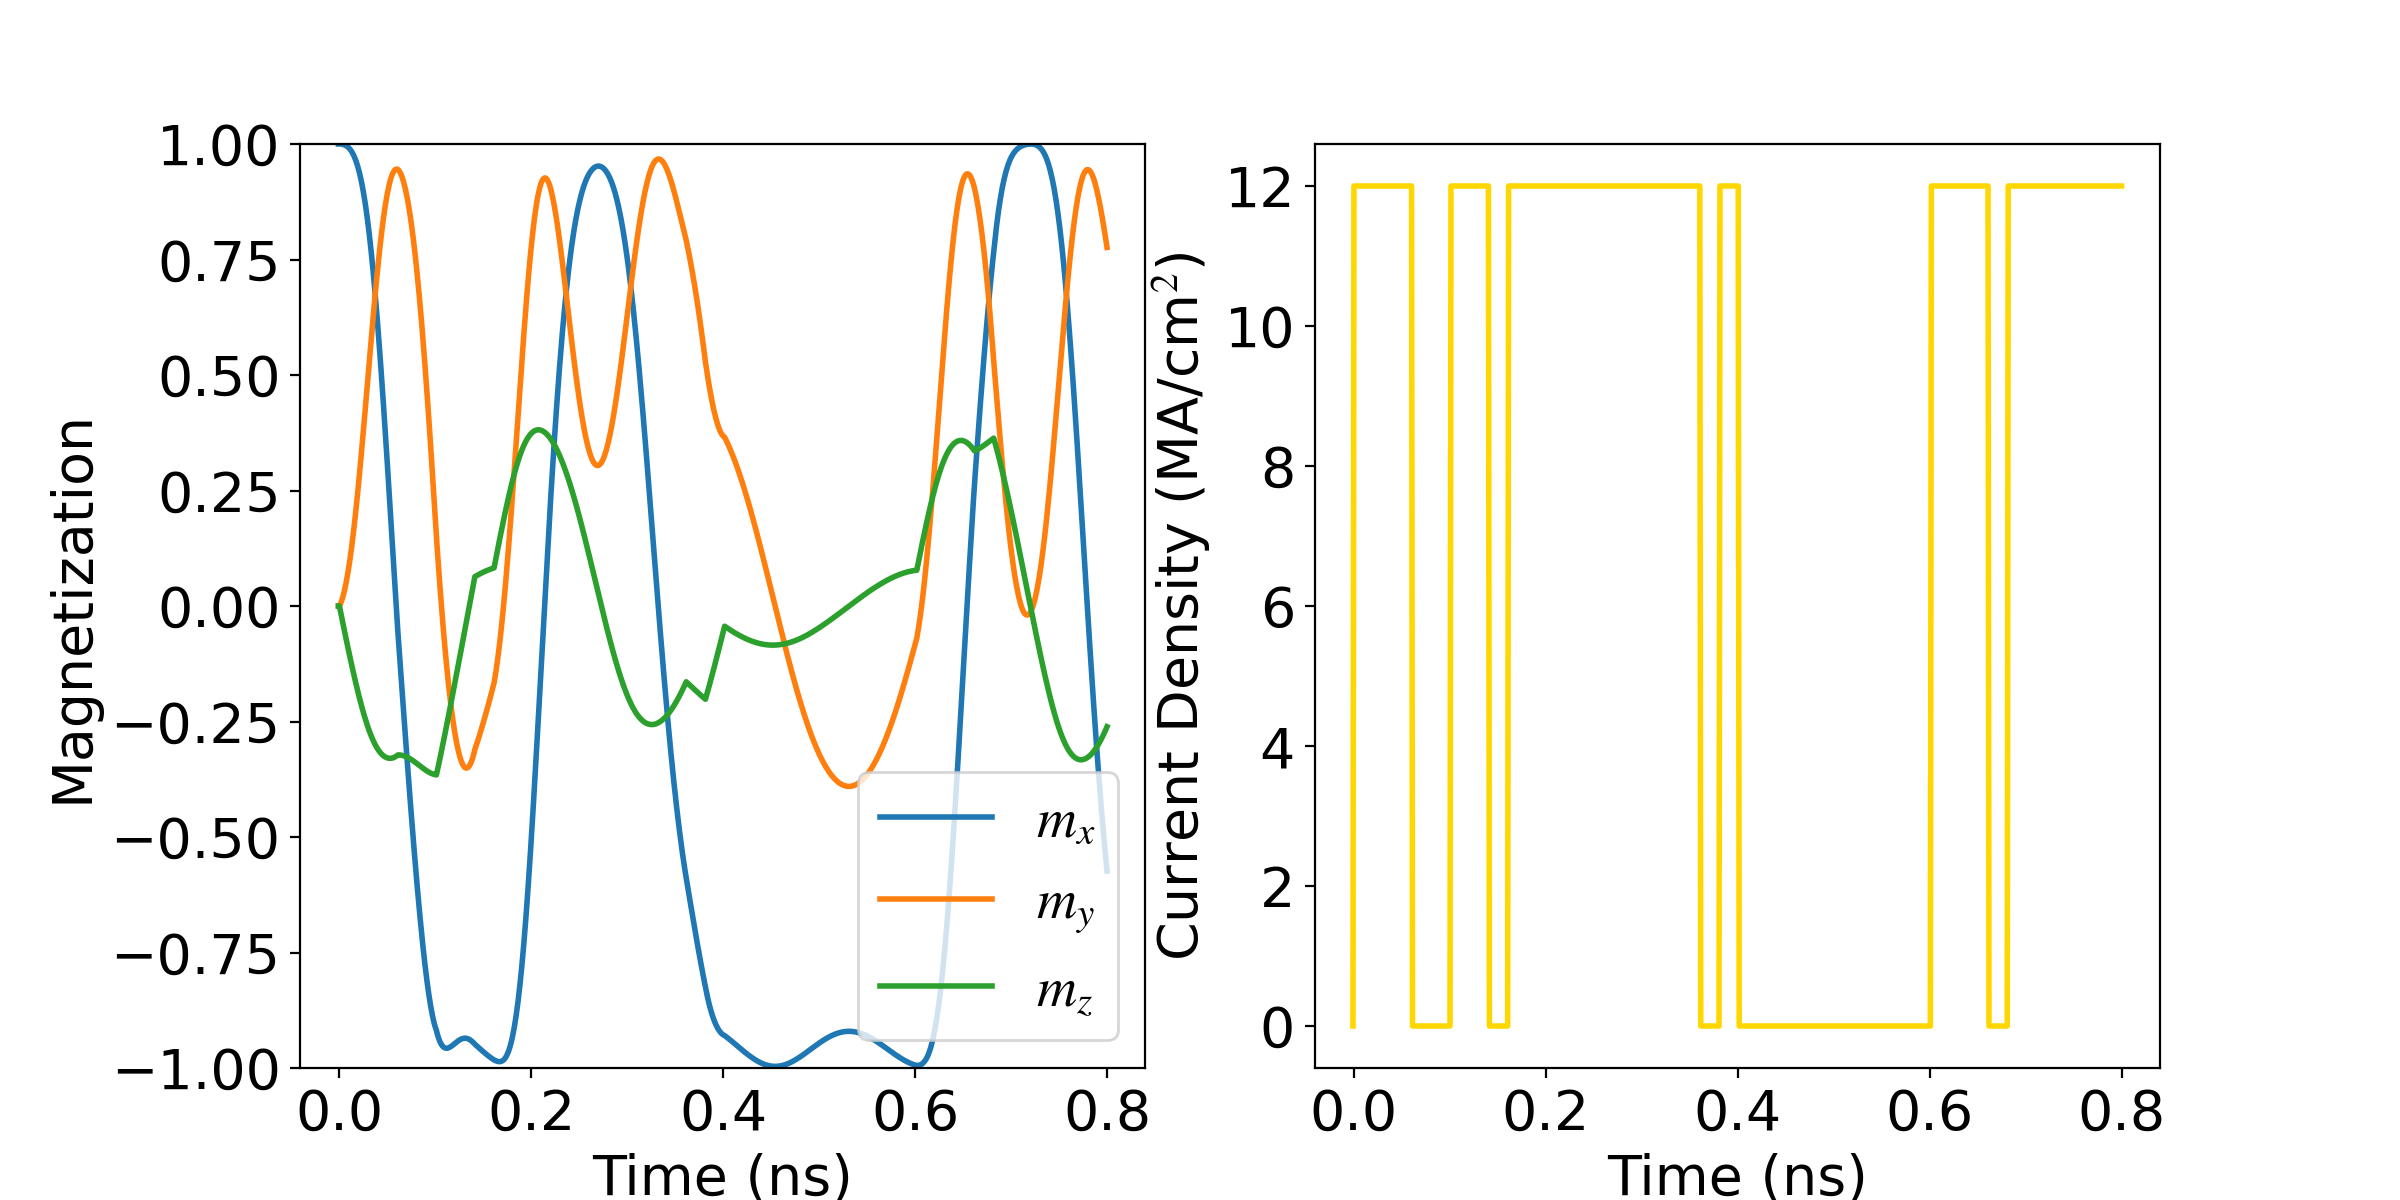 Magnetization
1.00
0.75
0.50
0.25
0.00
−0.25
−0.50
−0.75
−1.00
0.0 0.2 0.4 0.6 0.8
Time (ns)
m_x
m_y
m_z
Current Density (MA/cm²)
12
10
8
6
4
2
0
0.0 0.2 0.4 0.6 0.8
Time (ns)